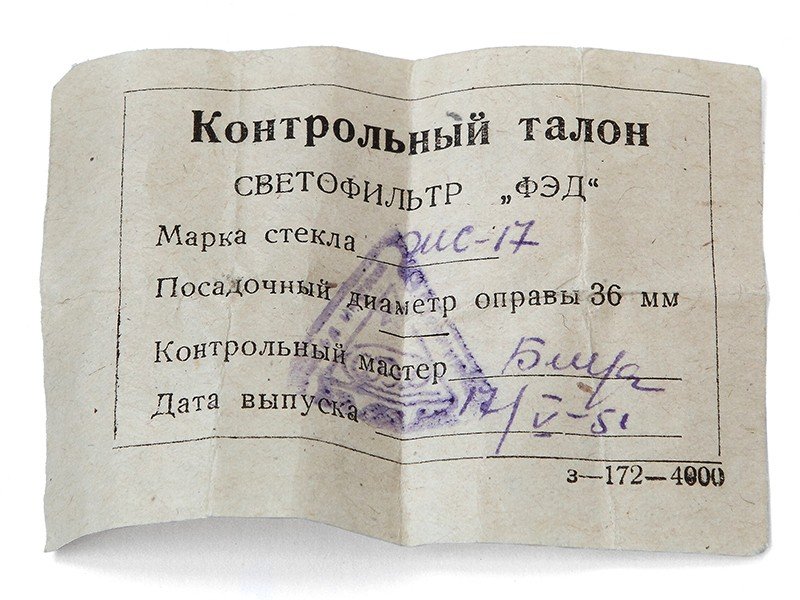 Контрольный талон
СВЕТОФИЛЬТР „ФЭД“
Марка стекла ЖС-17
Посадочный диаметр оправы 36 мм
Контрольный мастер
Дата выпуска 17/V-51
з—172—4000